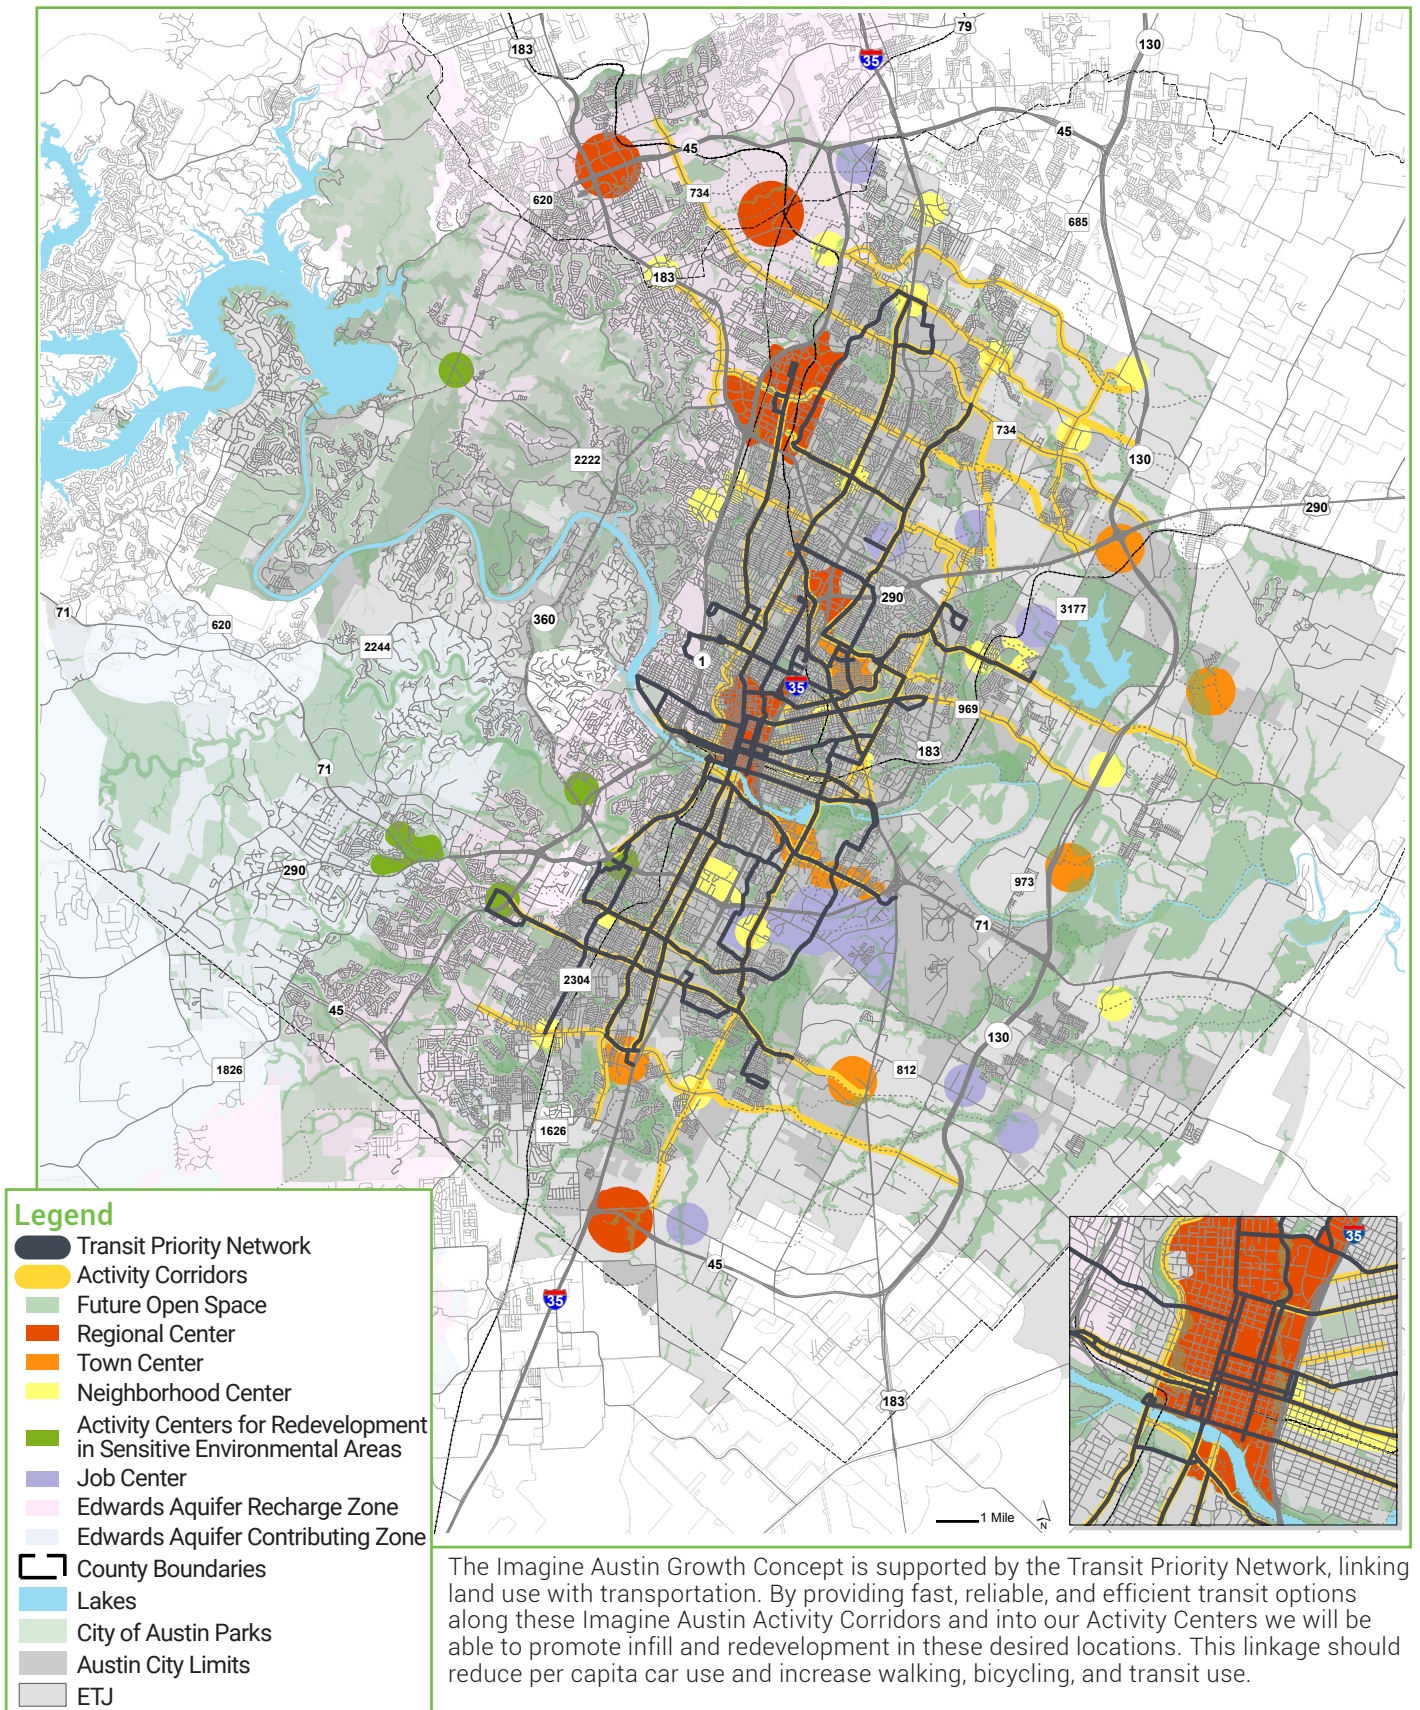 79
183
35
130
45
45
734
620
685
183
734
2222
130
290
290
3177
71
620
360
2244
1
35
969
183
71
290
973
71
2304
45
130
812
1826
1626
45
35
183
35
1 Mile
N
Legend
Transit Priority Network
Activity Corridors
Future Open Space
Regional Center
Town Center
Neighborhood Center
Activity Centers for Redevelopment
in Sensitive Environmental Areas
Job Center
Edwards Aquifer Recharge Zone
Edwards Aquifer Contributing Zone
County Boundaries
Lakes
City of Austin Parks
Austin City Limits
ETJ
The Imagine Austin Growth Concept is supported by the Transit Priority Network, linking
land use with transportation. By providing fast, reliable, and efficient transit options
along these Imagine Austin Activity Corridors and into our Activity Centers we will be
able to promote infill and redevelopment in these desired locations. This linkage should
reduce per capita car use and increase walking, bicycling, and transit use.